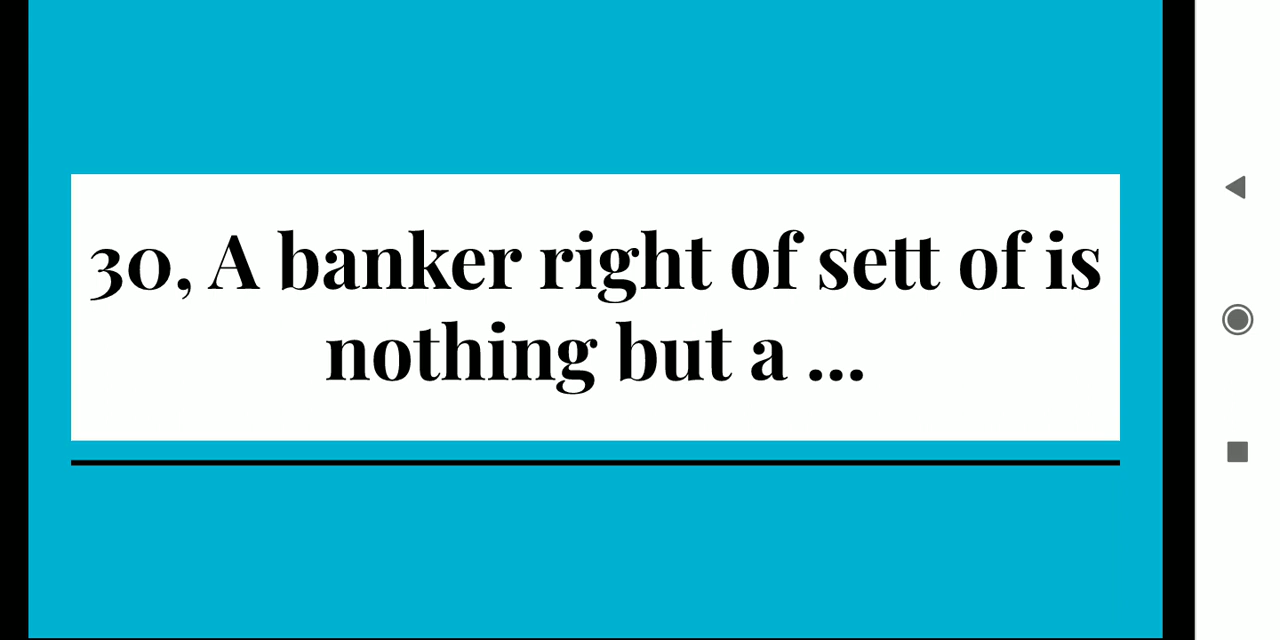 30, A banker right of sett of is
nothing but a ...